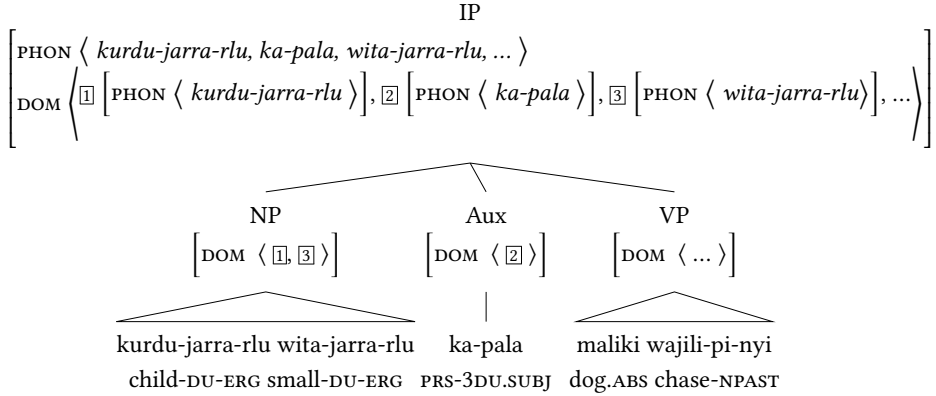 IP
PHON ⟨ kurdu-jarra-rlu, ka-pala, wita-jarra-rlu, … ⟩
DOM ⟨ 1 [PHON ⟨ kurdu-jarra-rlu ⟩], 2 [PHON ⟨ ka-pala ⟩], 3 [PHON ⟨ wita-jarra-rlu⟩], … ⟩
NP Aux VP
[DOM ⟨ 1, 3 ⟩] [DOM ⟨ 2 ⟩] [DOM ⟨ … ⟩]
kurdu-jarra-rlu wita-jarra-rlu ka-pala maliki wajili-pi-nyi
child-DU-ERG small-DU-ERG PRS-3DU.SUBJ dog.ABS chase-NPAST